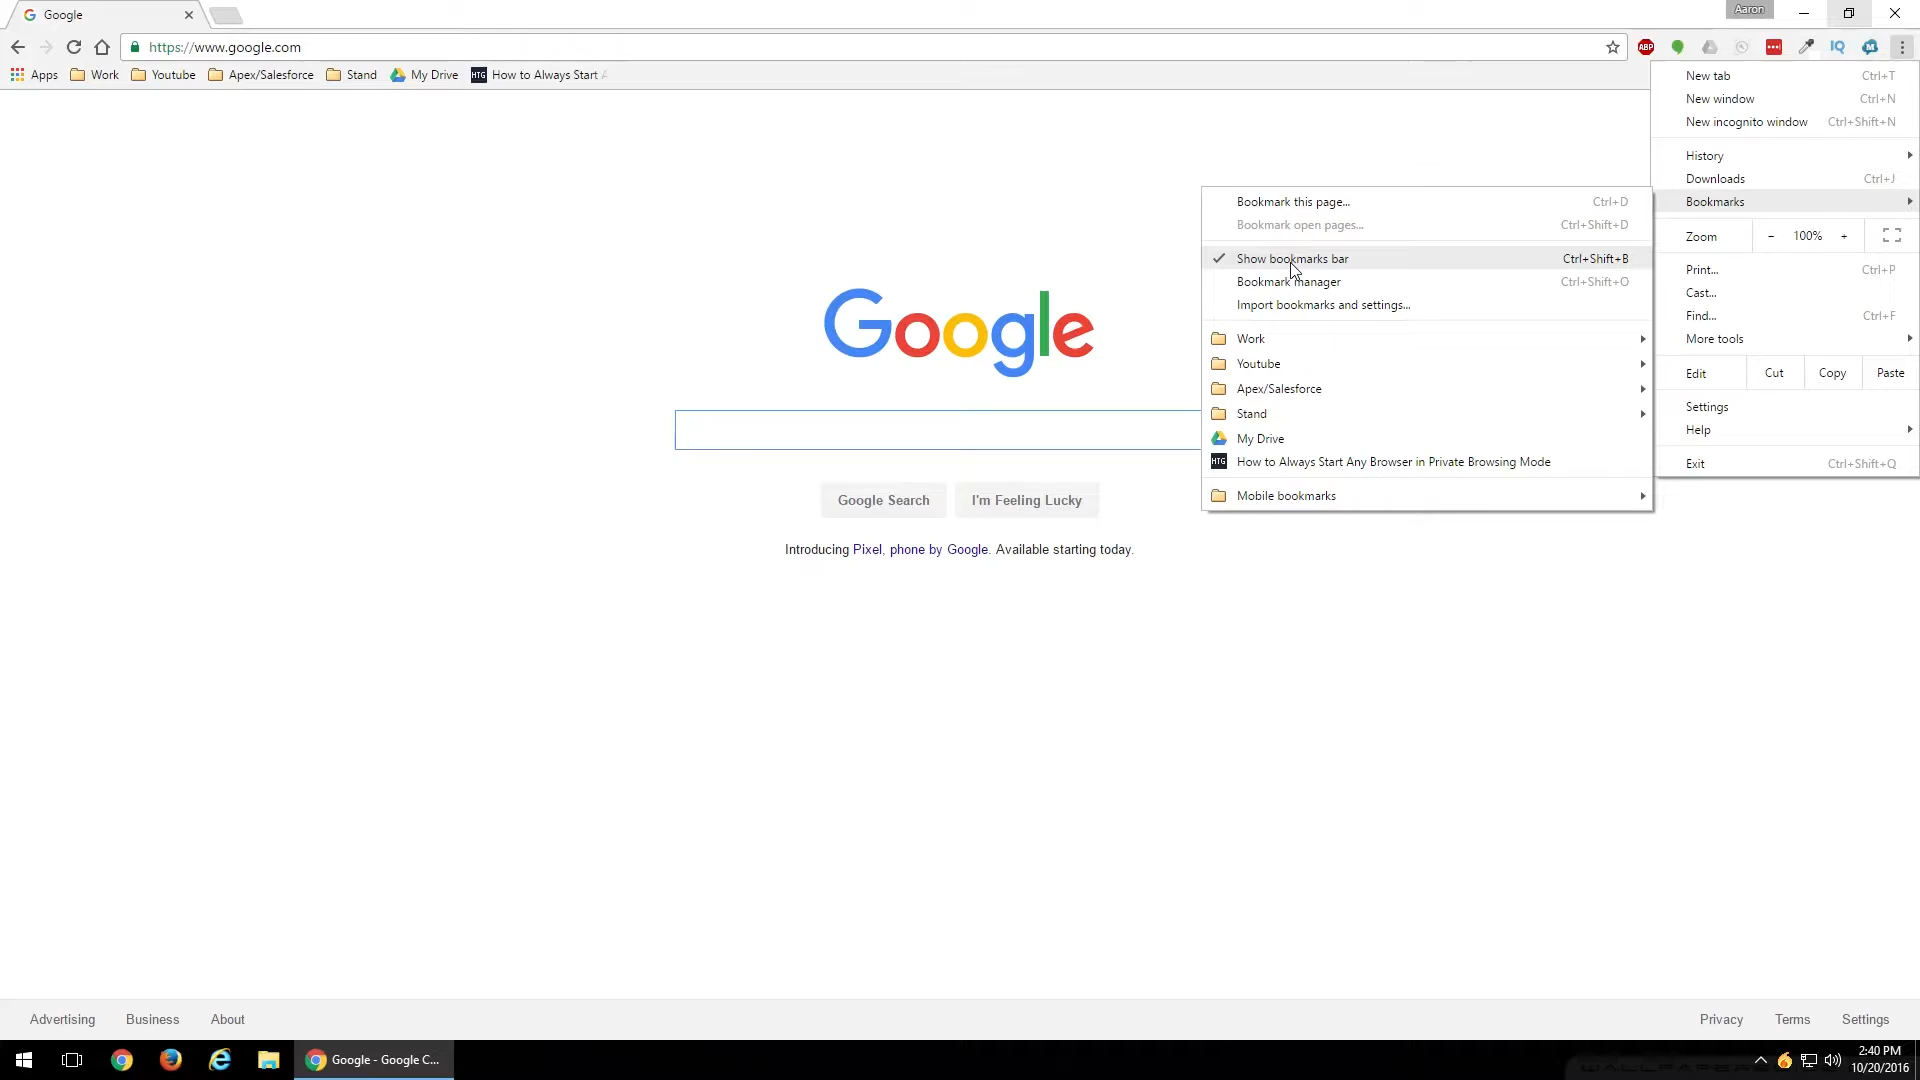 Google
Aaron
https://www.google.com
ABP
IQ
Apps Work Youtube Apex/Salesforce Stand My Drive HTG How to Always Start A
New tab Ctrl+T
New window Ctrl+N
New incognito window Ctrl+Shift+N
History
Downloads Ctrl+J
Bookmarks
Zoom − 100% +
Print... Ctrl+P
Cast...
Find... Ctrl+F
More tools
Edit Cut Copy Paste
Settings
Help
Exit Ctrl+Shift+Q
Bookmark this page... Ctrl+D
Bookmark open pages... Ctrl+Shift+D
Show bookmarks bar Ctrl+Shift+B
Bookmark manager Ctrl+Shift+O
Import bookmarks and settings...
Work
Youtube
Apex/Salesforce
Stand
My Drive
HTG How to Always Start Any Browser in Private Browsing Mode
Mobile bookmarks
Google
Google Search I'm Feeling Lucky
Introducing Pixel, phone by Google. Available starting today.
Advertising Business About Privacy Terms Settings
Google - Google C...
2:40 PM
10/20/2016